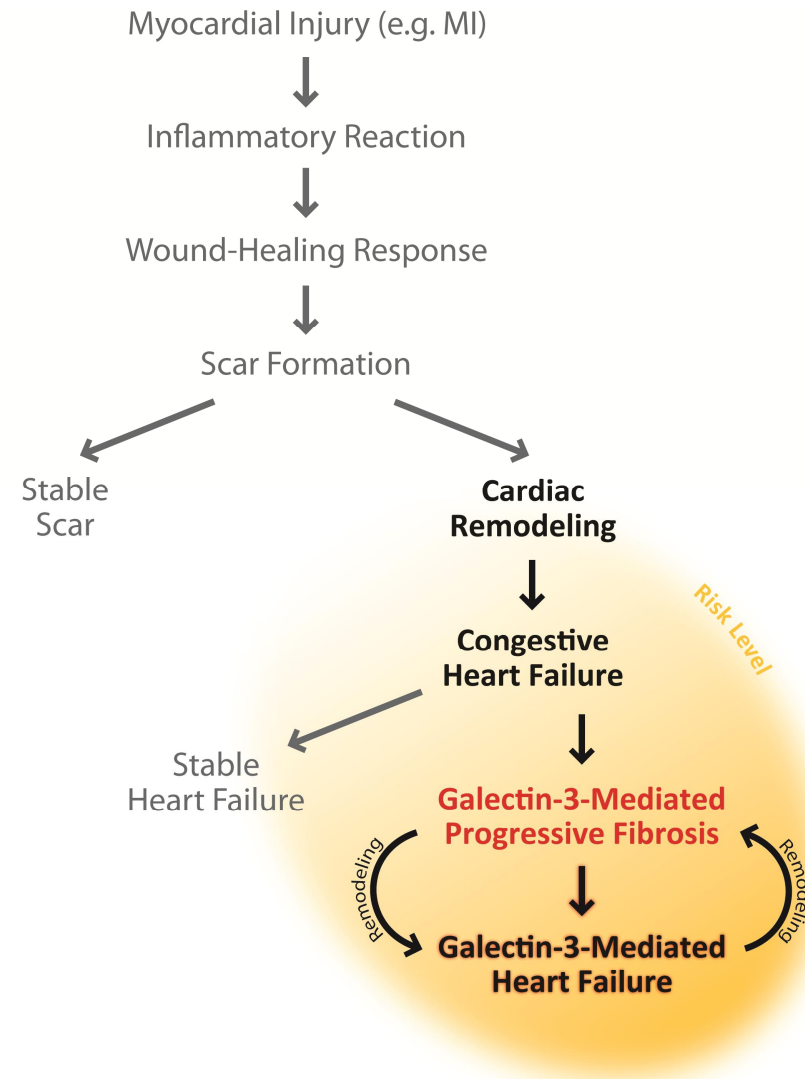 Myocardial Injury (e.g. MI)
Inflammatory Reaction
Wound-Healing Response
Scar Formation
Stable
Scar
Cardiac
Remodeling
Risk Level
Congestive
Heart Failure
Stable
Heart Failure
Galectin-3-Mediated
Progressive Fibrosis
Remodeling
Remodeling
Galectin-3-Mediated
Heart Failure